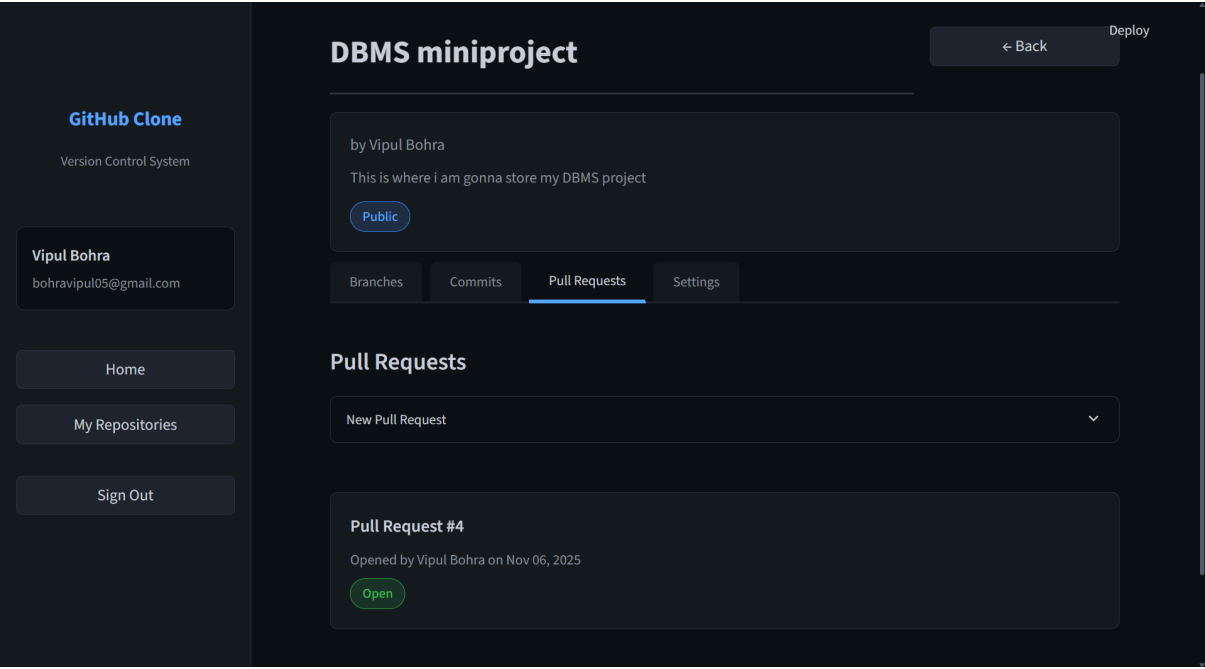 GitHub Clone
Version Control System
Vipul Bohra
bohravipul05@gmail.com
Home
My Repositories
Sign Out
Deploy
← Back
DBMS miniproject
by Vipul Bohra
This is where i am gonna store my DBMS project
Public
Branches
Commits
Pull Requests
Settings
Pull Requests
New Pull Request
Pull Request #4
Opened by Vipul Bohra on Nov 06, 2025
Open